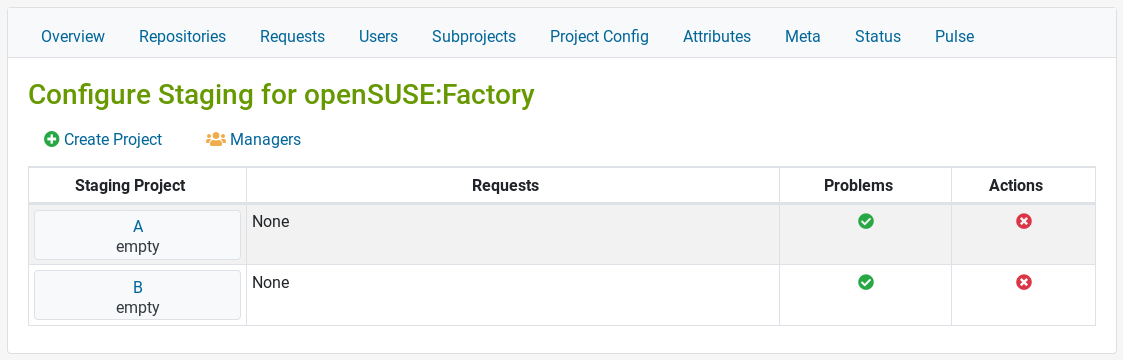 Overview Repositories Requests Users Subprojects Project Config Attributes Meta Status Pulse
Configure Staging for openSUSE:Factory
Create Project Managers
Staging Project Requests Problems Actions
A None
empty
B None
empty